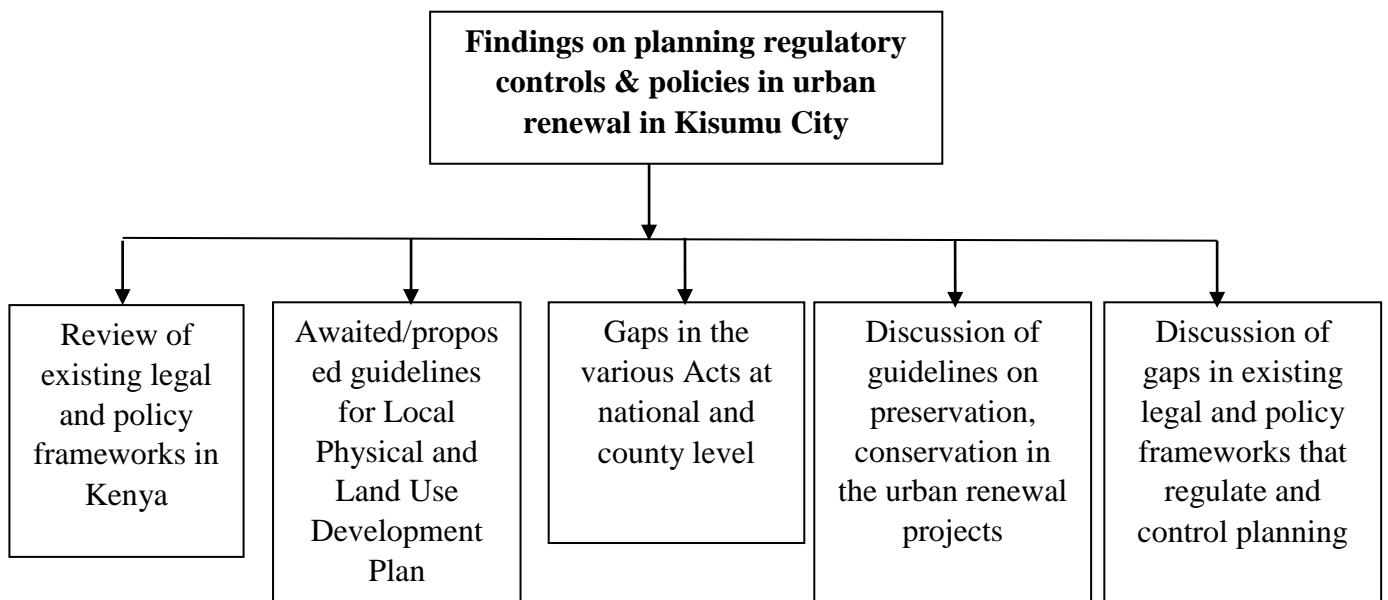 Findings on planning regulatory
controls & policies in urban
renewal in Kisumu City
Review of
existing legal
and policy
frameworks in
Kenya
Awaited/propos
ed guidelines
for Local
Physical and
Land Use
Development
Plan
Gaps in the
various Acts at
national and
county level
Discussion of
guidelines on
preservation,
conservation in
the urban renewal
projects
Discussion of
gaps in existing
legal and policy
frameworks that
regulate and
control planning